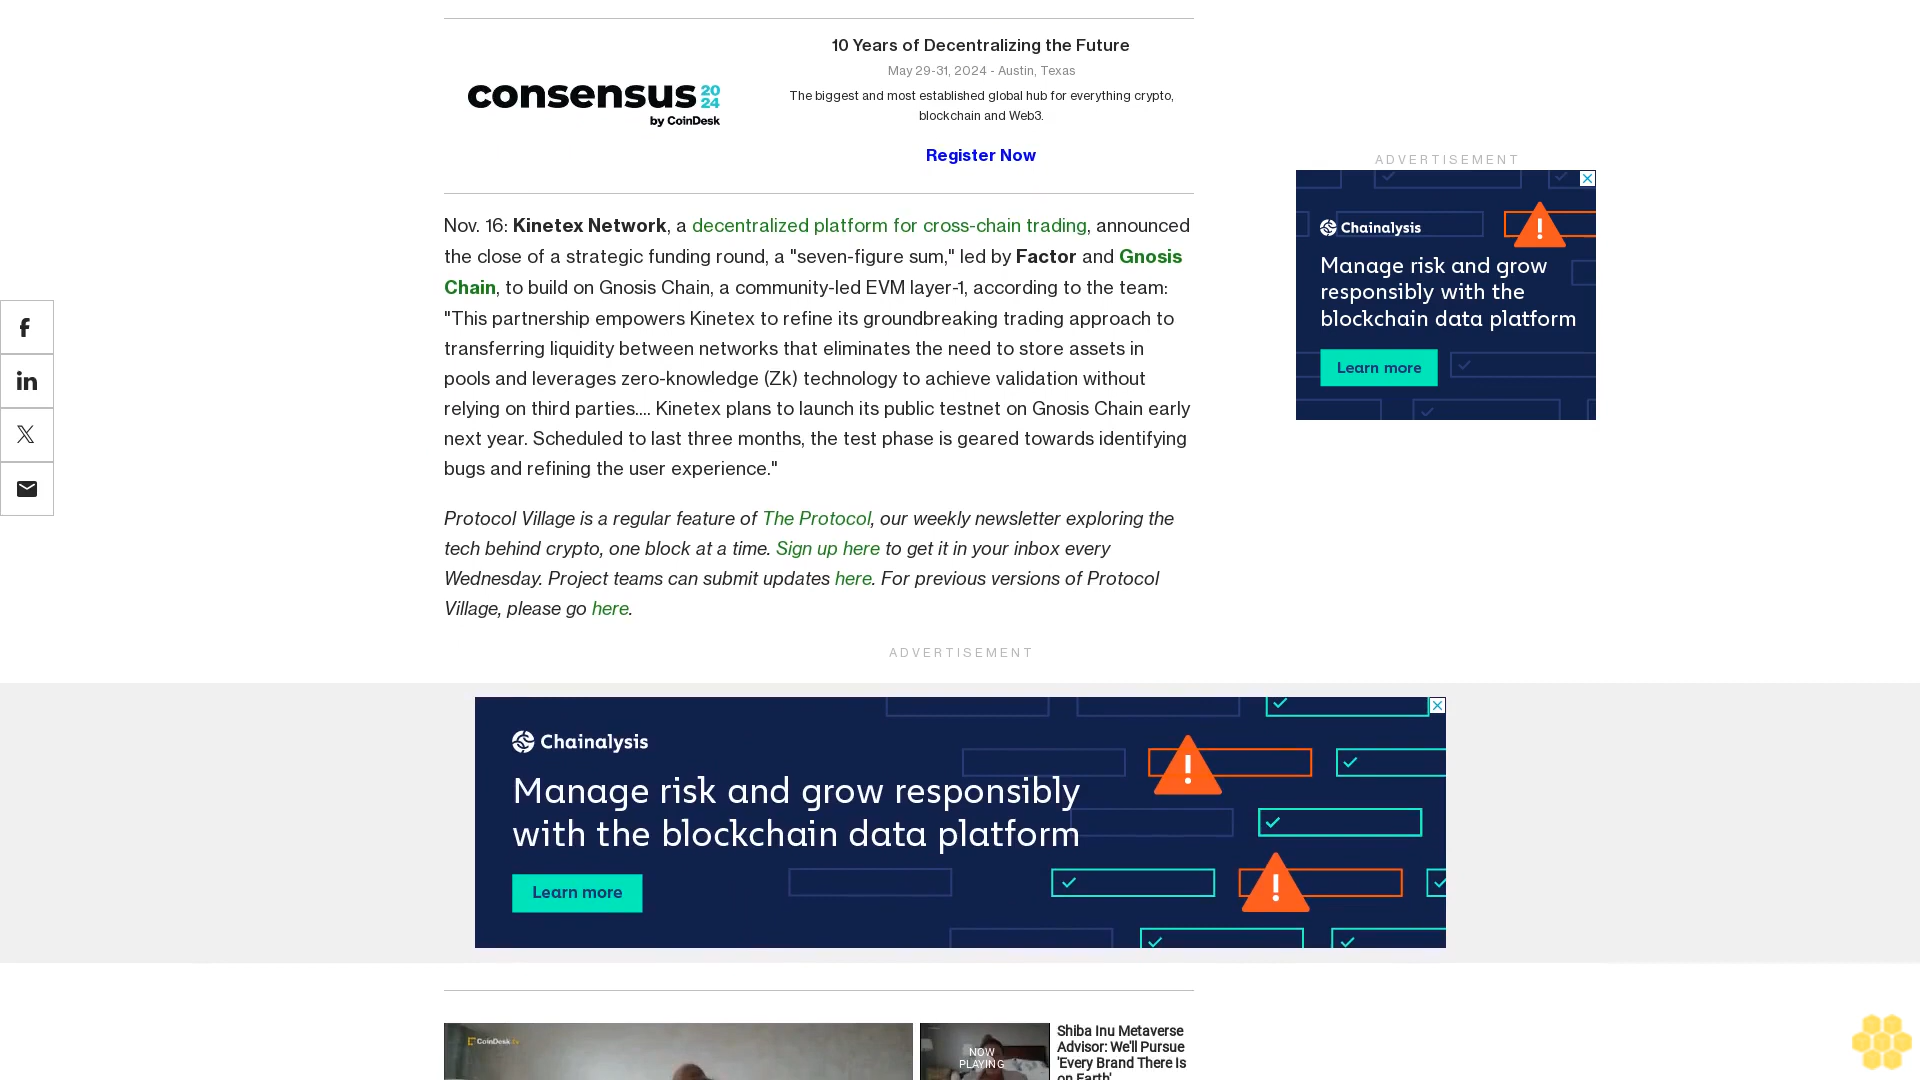 10 Years of Decentralizing the Future
May 29-31, 2024 - Austin, Texas
consensus 20
24
by CoinDesk
The biggest and most established global hub for everything crypto,
blockchain and Web3.
Register Now
Nov. 16: Kinetex Network, a decentralized platform for cross-chain trading, announced
the close of a strategic funding round, a "seven-figure sum," led by Factor and Gnosis
Chain, to build on Gnosis Chain, a community-led EVM layer-1, according to the team:
"This partnership empowers Kinetex to refine its groundbreaking trading approach to
transferring liquidity between networks that eliminates the need to store assets in
pools and leverages zero-knowledge (Zk) technology to achieve validation without
relying on third parties.... Kinetex plans to launch its public testnet on Gnosis Chain early
next year. Scheduled to last three months, the test phase is geared towards identifying
bugs and refining the user experience."
Protocol Village is a regular feature of The Protocol, our weekly newsletter exploring the
tech behind crypto, one block at a time. Sign up here to get it in your inbox every
Wednesday. Project teams can submit updates here. For previous versions of Protocol
Village, please go here.
ADVERTISEMENT
Chainalysis
Manage risk and grow
responsibly with the
blockchain data platform
Learn more
ADVERTISEMENT
Chainalysis
Manage risk and grow responsibly
with the blockchain data platform
Learn more
CoinDesk
NOW
PLAYING
Shiba Inu Metaverse
Advisor: We'll Pursue
'Every Brand There Is
on Earth'